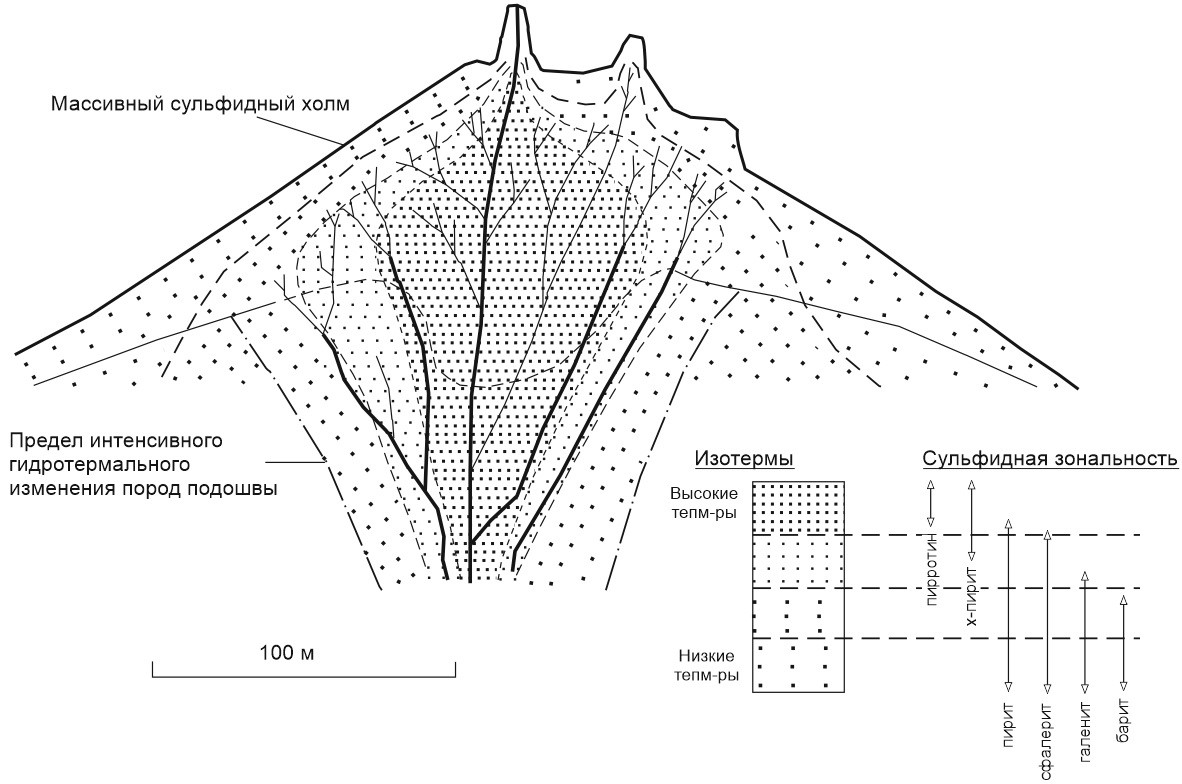 Массивный сульфидный холм
Предел интенсивного
гидротермального
изменения пород подошвы
100 м
Изотермы
Высокие
тепм-ры
Низкие
тепм-ры
Сульфидная зональность
пирротин
х-пирит
пирит
сфалерит
галенит
барит